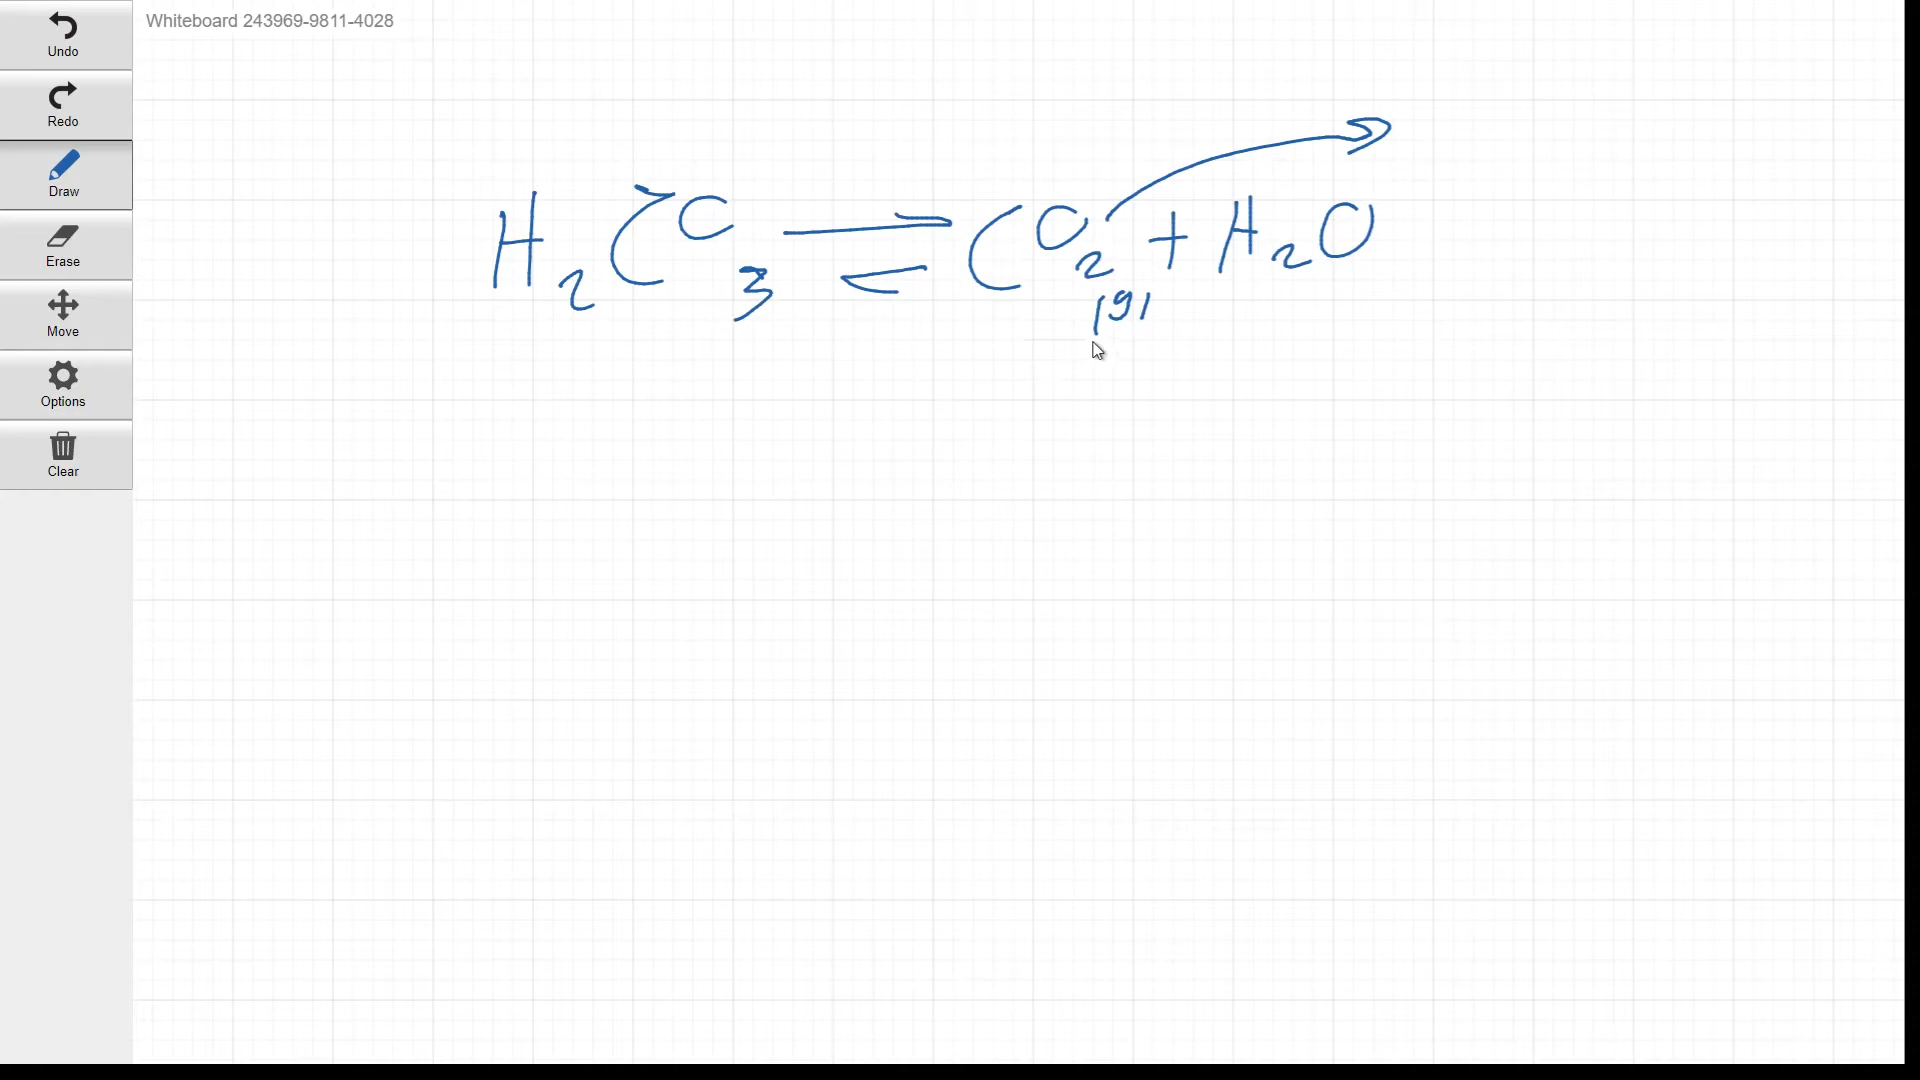 Whiteboard 243969-9811-4028
Undo
Redo
Draw
Erase
Move
Options
Clear
H₂CO₃ ⇌ CO₂ + H₂O
(g)